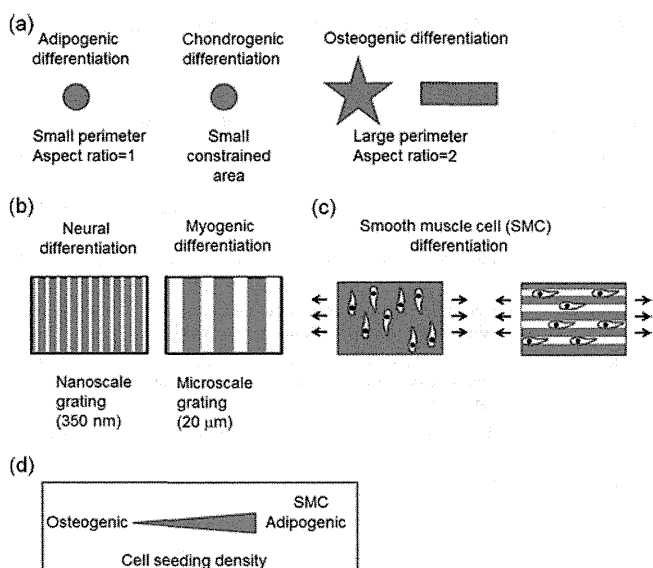 (a)
Adipogenic
differentiation
Chondrogenic
differentiation
Osteogenic differentiation
Small perimeter
Aspect ratio=1
Small
constrained
area
Large perimeter
Aspect ratio=2
(b)
Neural
differentiation
Myogenic
differentiation
Nanoscale
grating
(350 nm)
Microscale
grating
(20 µm)
(c)
Smooth muscle cell (SMC)
differentiation
(d)
Osteogenic
SMC
Adipogenic
Cell seeding density